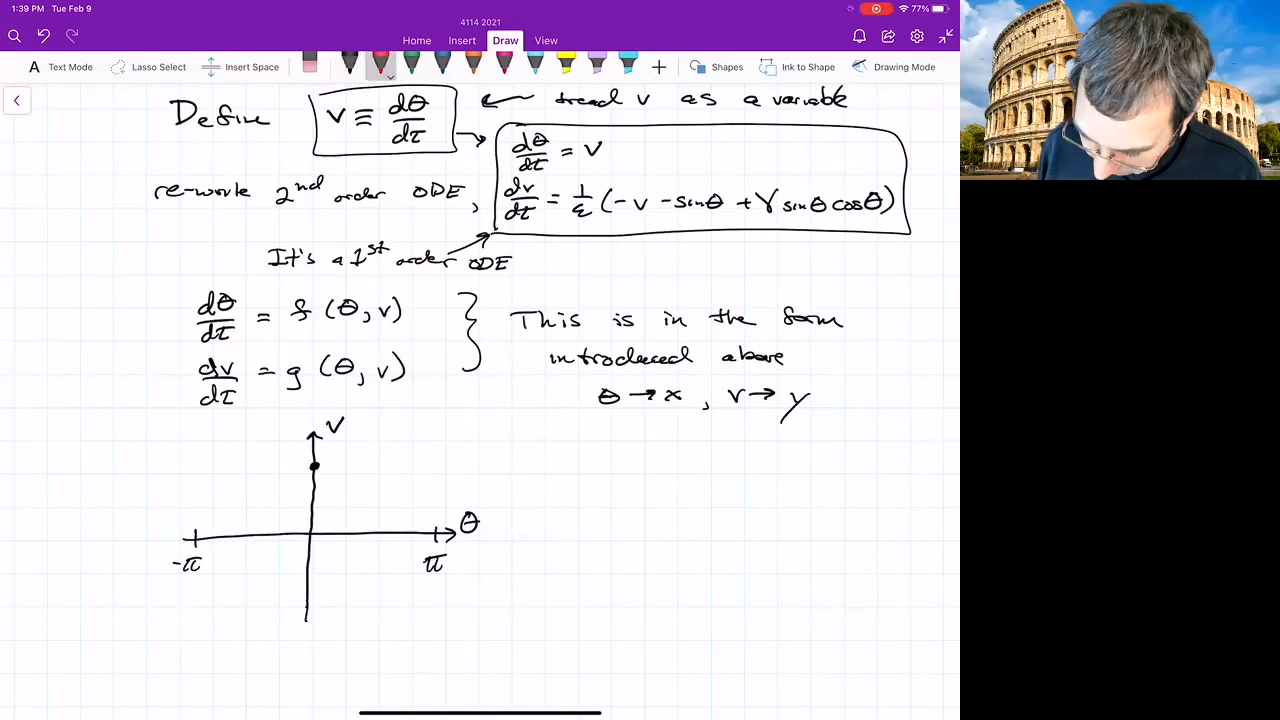 1:39 PM Tue Feb 9
77%
4114 2021
Home Insert Draw View
Text Mode Lasso Select Insert Space Shapes Ink to Shape Drawing Mode
Define v ≡ dθ/dτ ← tread v as a variable
dθ/dτ = v
re-work 2nd order ODE, dv/dτ = 1/ε (-v - sinθ + γ sinθ cosθ)
It's a 1st order ODE
dθ/dτ = f (θ, v)
dv/dτ = g (θ, v)
This is in the form
introduced above
θ → x , v → y
v
θ
-π π